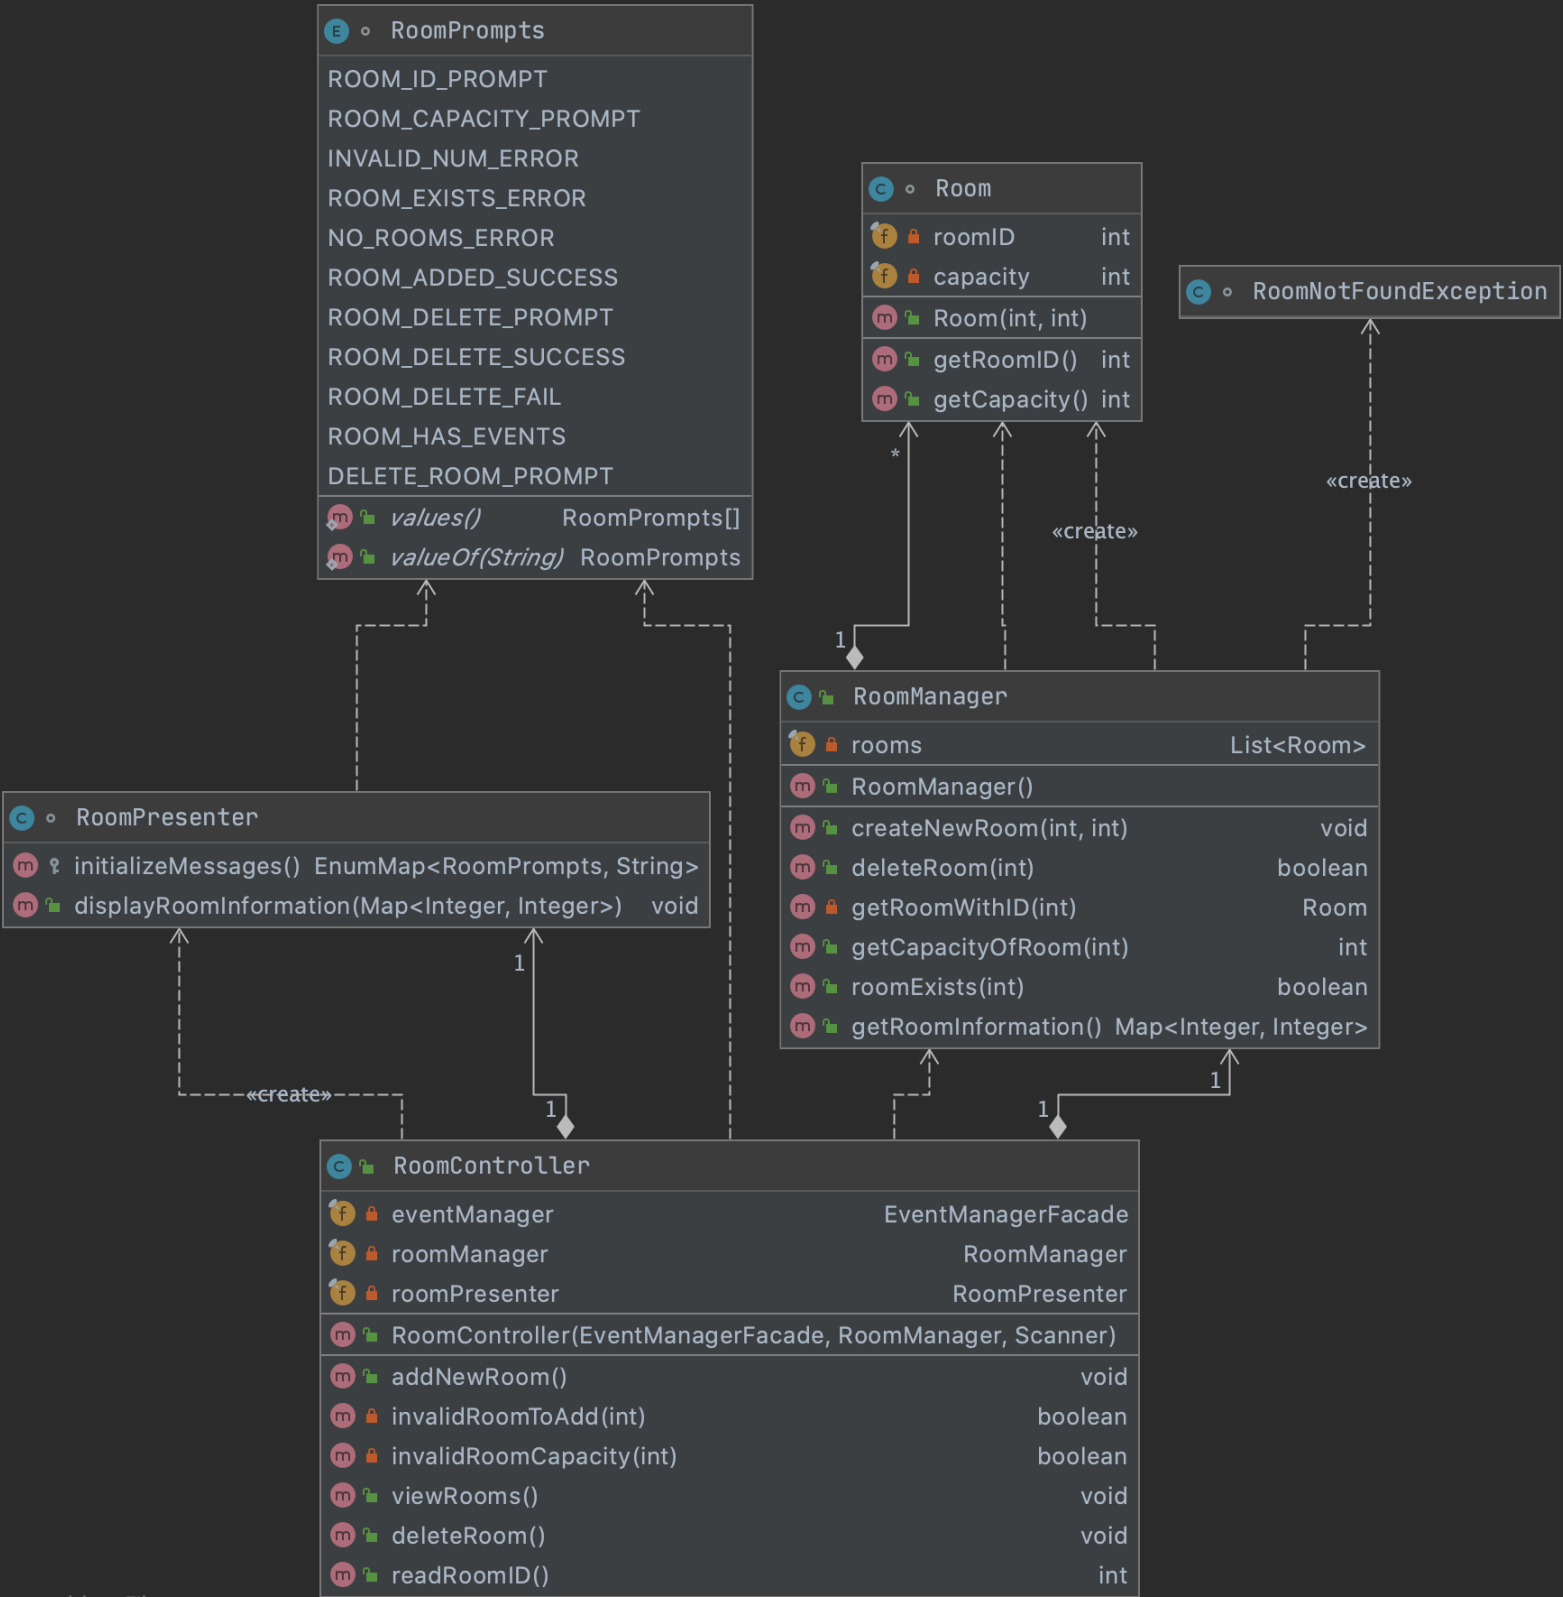 RoomPrompts
ROOM_ID_PROMPT
ROOM_CAPACITY_PROMPT
INVALID_NUM_ERROR
ROOM_EXISTS_ERROR
NO_ROOMS_ERROR
ROOM_ADDED_SUCCESS
ROOM_DELETE_PROMPT
ROOM_DELETE_SUCCESS
ROOM_DELETE_FAIL
ROOM_HAS_EVENTS
DELETE_ROOM_PROMPT
values() RoomPrompts[]
valueOf(String) RoomPrompts
Room
roomID int
capacity int
Room(int, int)
getRoomID() int
getCapacity() int
RoomNotFoundException
*
«create»
«create»
1
RoomManager
rooms List<Room>
RoomManager()
createNewRoom(int, int) void
deleteRoom(int) boolean
getRoomWithID(int) Room
getCapacityOfRoom(int) int
roomExists(int) boolean
getRoomInformation() Map<Integer, Integer>
RoomPresenter
initializeMessages() EnumMap<RoomPrompts, String>
displayRoomInformation(Map<Integer, Integer>) void
1
«create»
1
1
1
RoomController
eventManager EventManagerFacade
roomManager RoomManager
roomPresenter RoomPresenter
RoomController(EventManagerFacade, RoomManager, Scanner)
addNewRoom() void
invalidRoomToAdd(int) boolean
invalidRoomCapacity(int) boolean
viewRooms() void
deleteRoom() void
readRoomID() int